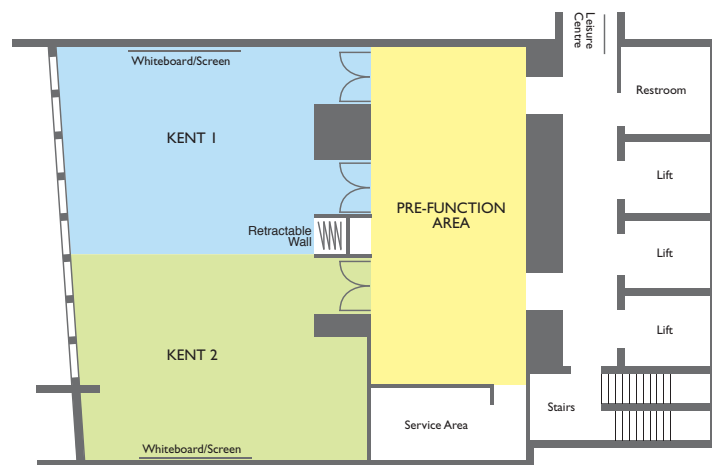 Leisure
Centre
Whiteboard/Screen
Restroom
KENT 1
Lift
PRE-FUNCTION
AREA
Retractable
Wall
Lift
Lift
KENT 2
Stairs
Service Area
Whiteboard/Screen